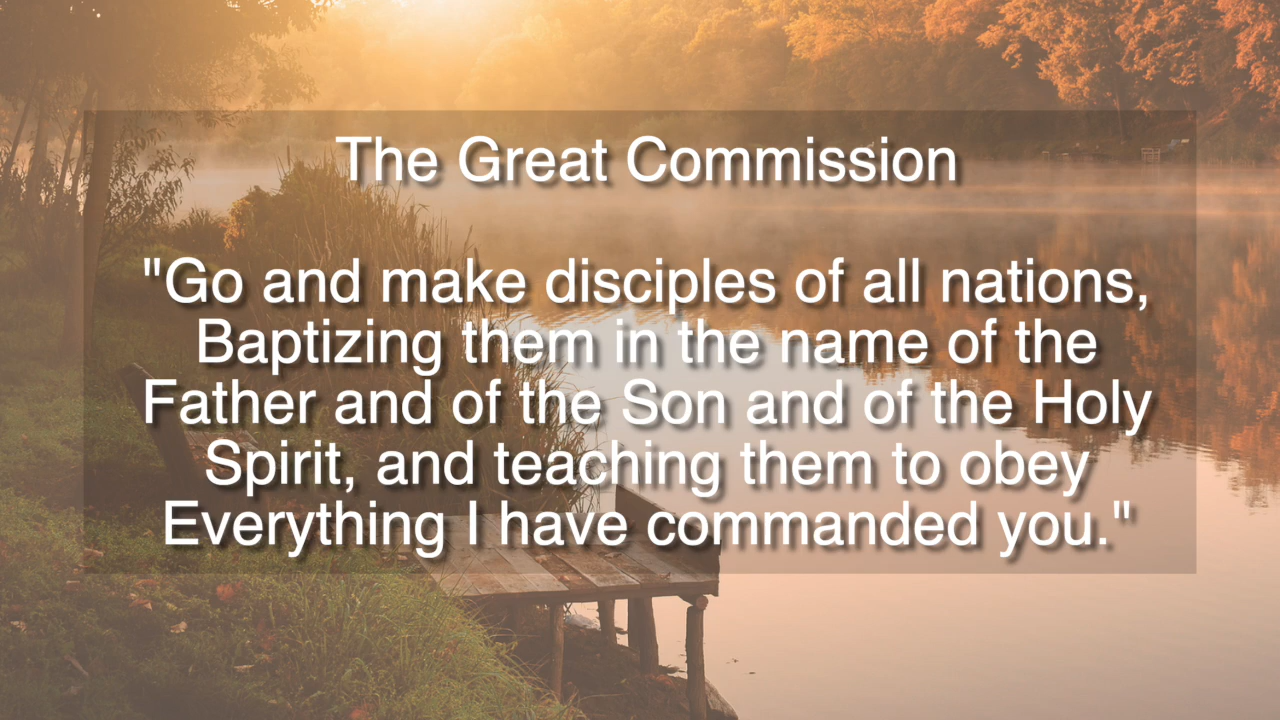 The Great Commission
"Go and make disciples of all nations,
Baptizing them in the name of the
Father and of the Son and of the Holy
Spirit, and teaching them to obey
Everything I have commanded you."